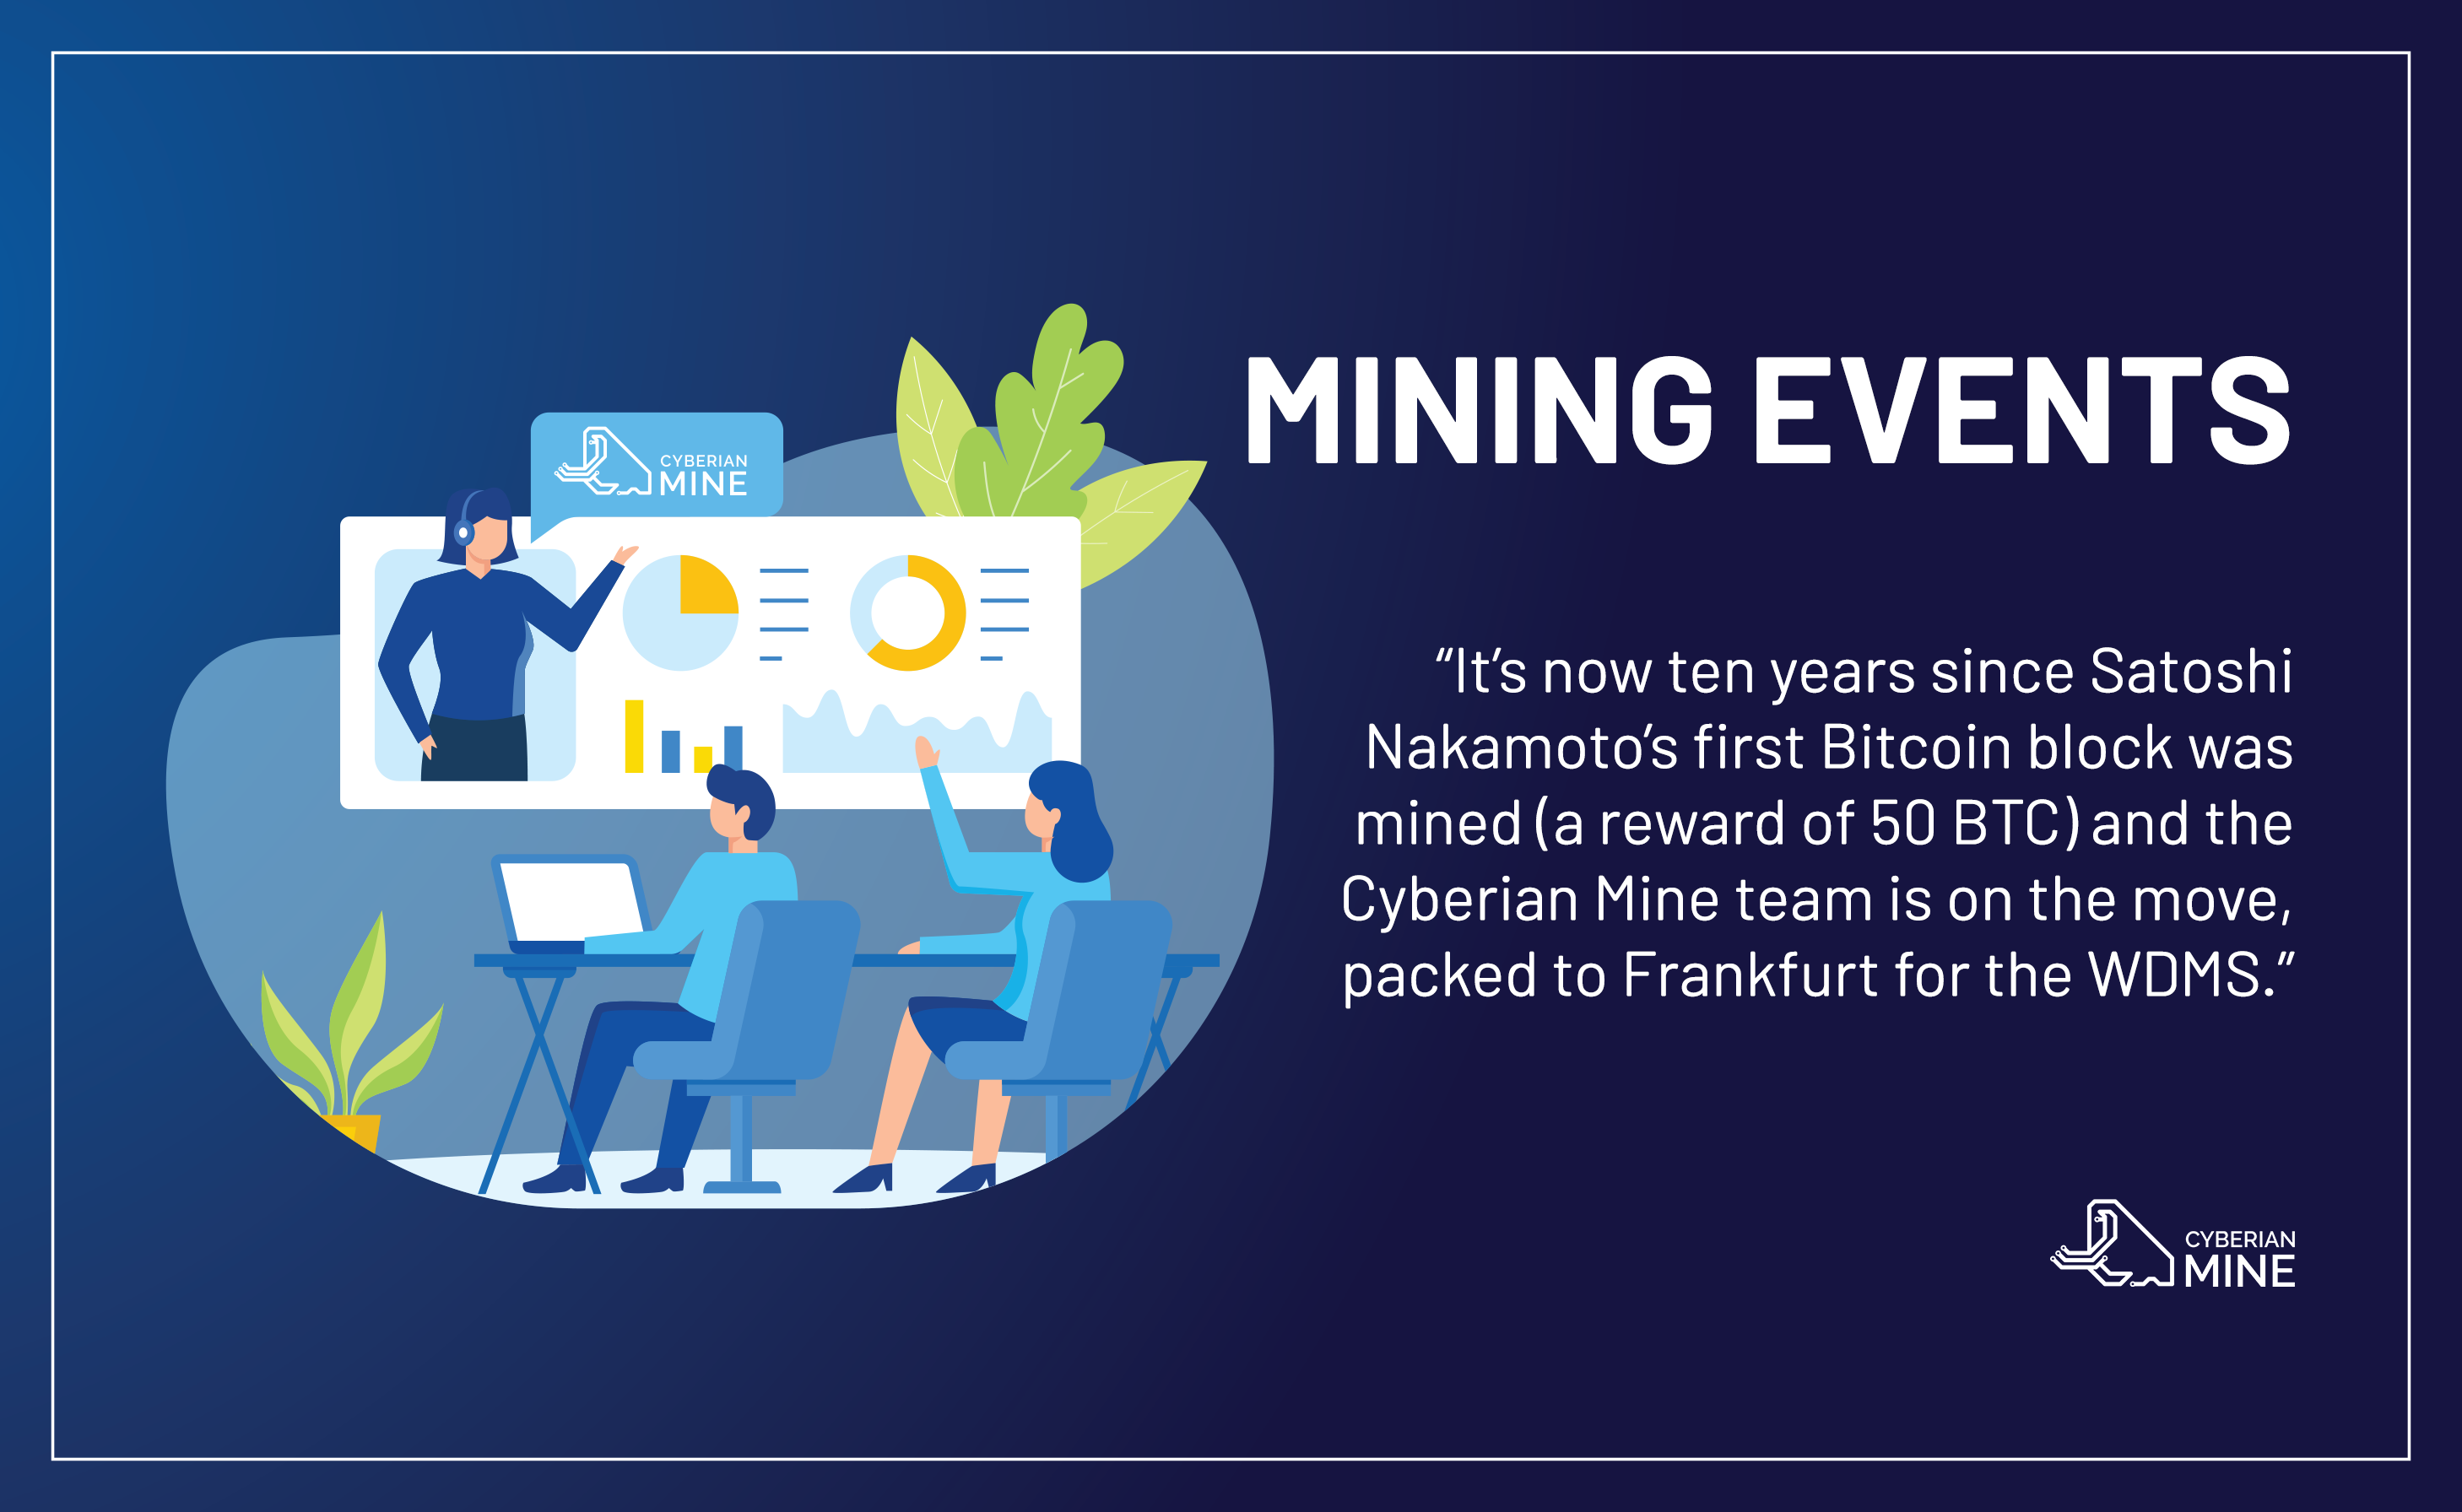 CYBERIAN
MINE
MINING EVENTS
“It’s now ten years since Satoshi
Nakamoto’s first Bitcoin block was
mined (a reward of 50 BTC) and the
Cyberian Mine team is on the move,
packed to Frankfurt for the WDMS.”
CYBERIAN
MINE